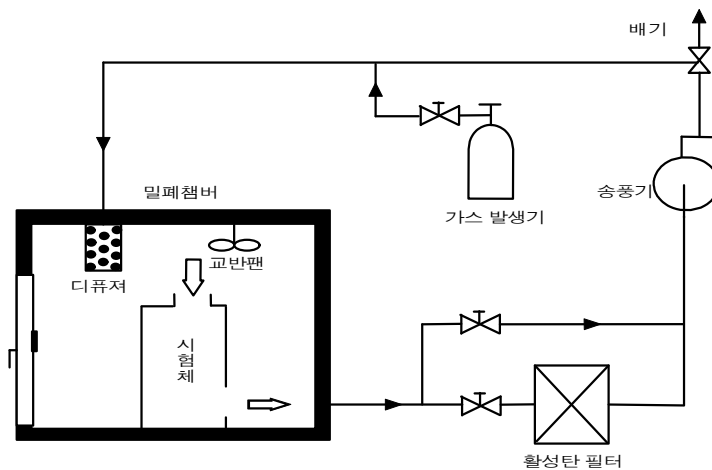 배기
밀폐챔버
송풍기
가스 발생기
교반팬
디퓨져
시험체
활성탄 필터